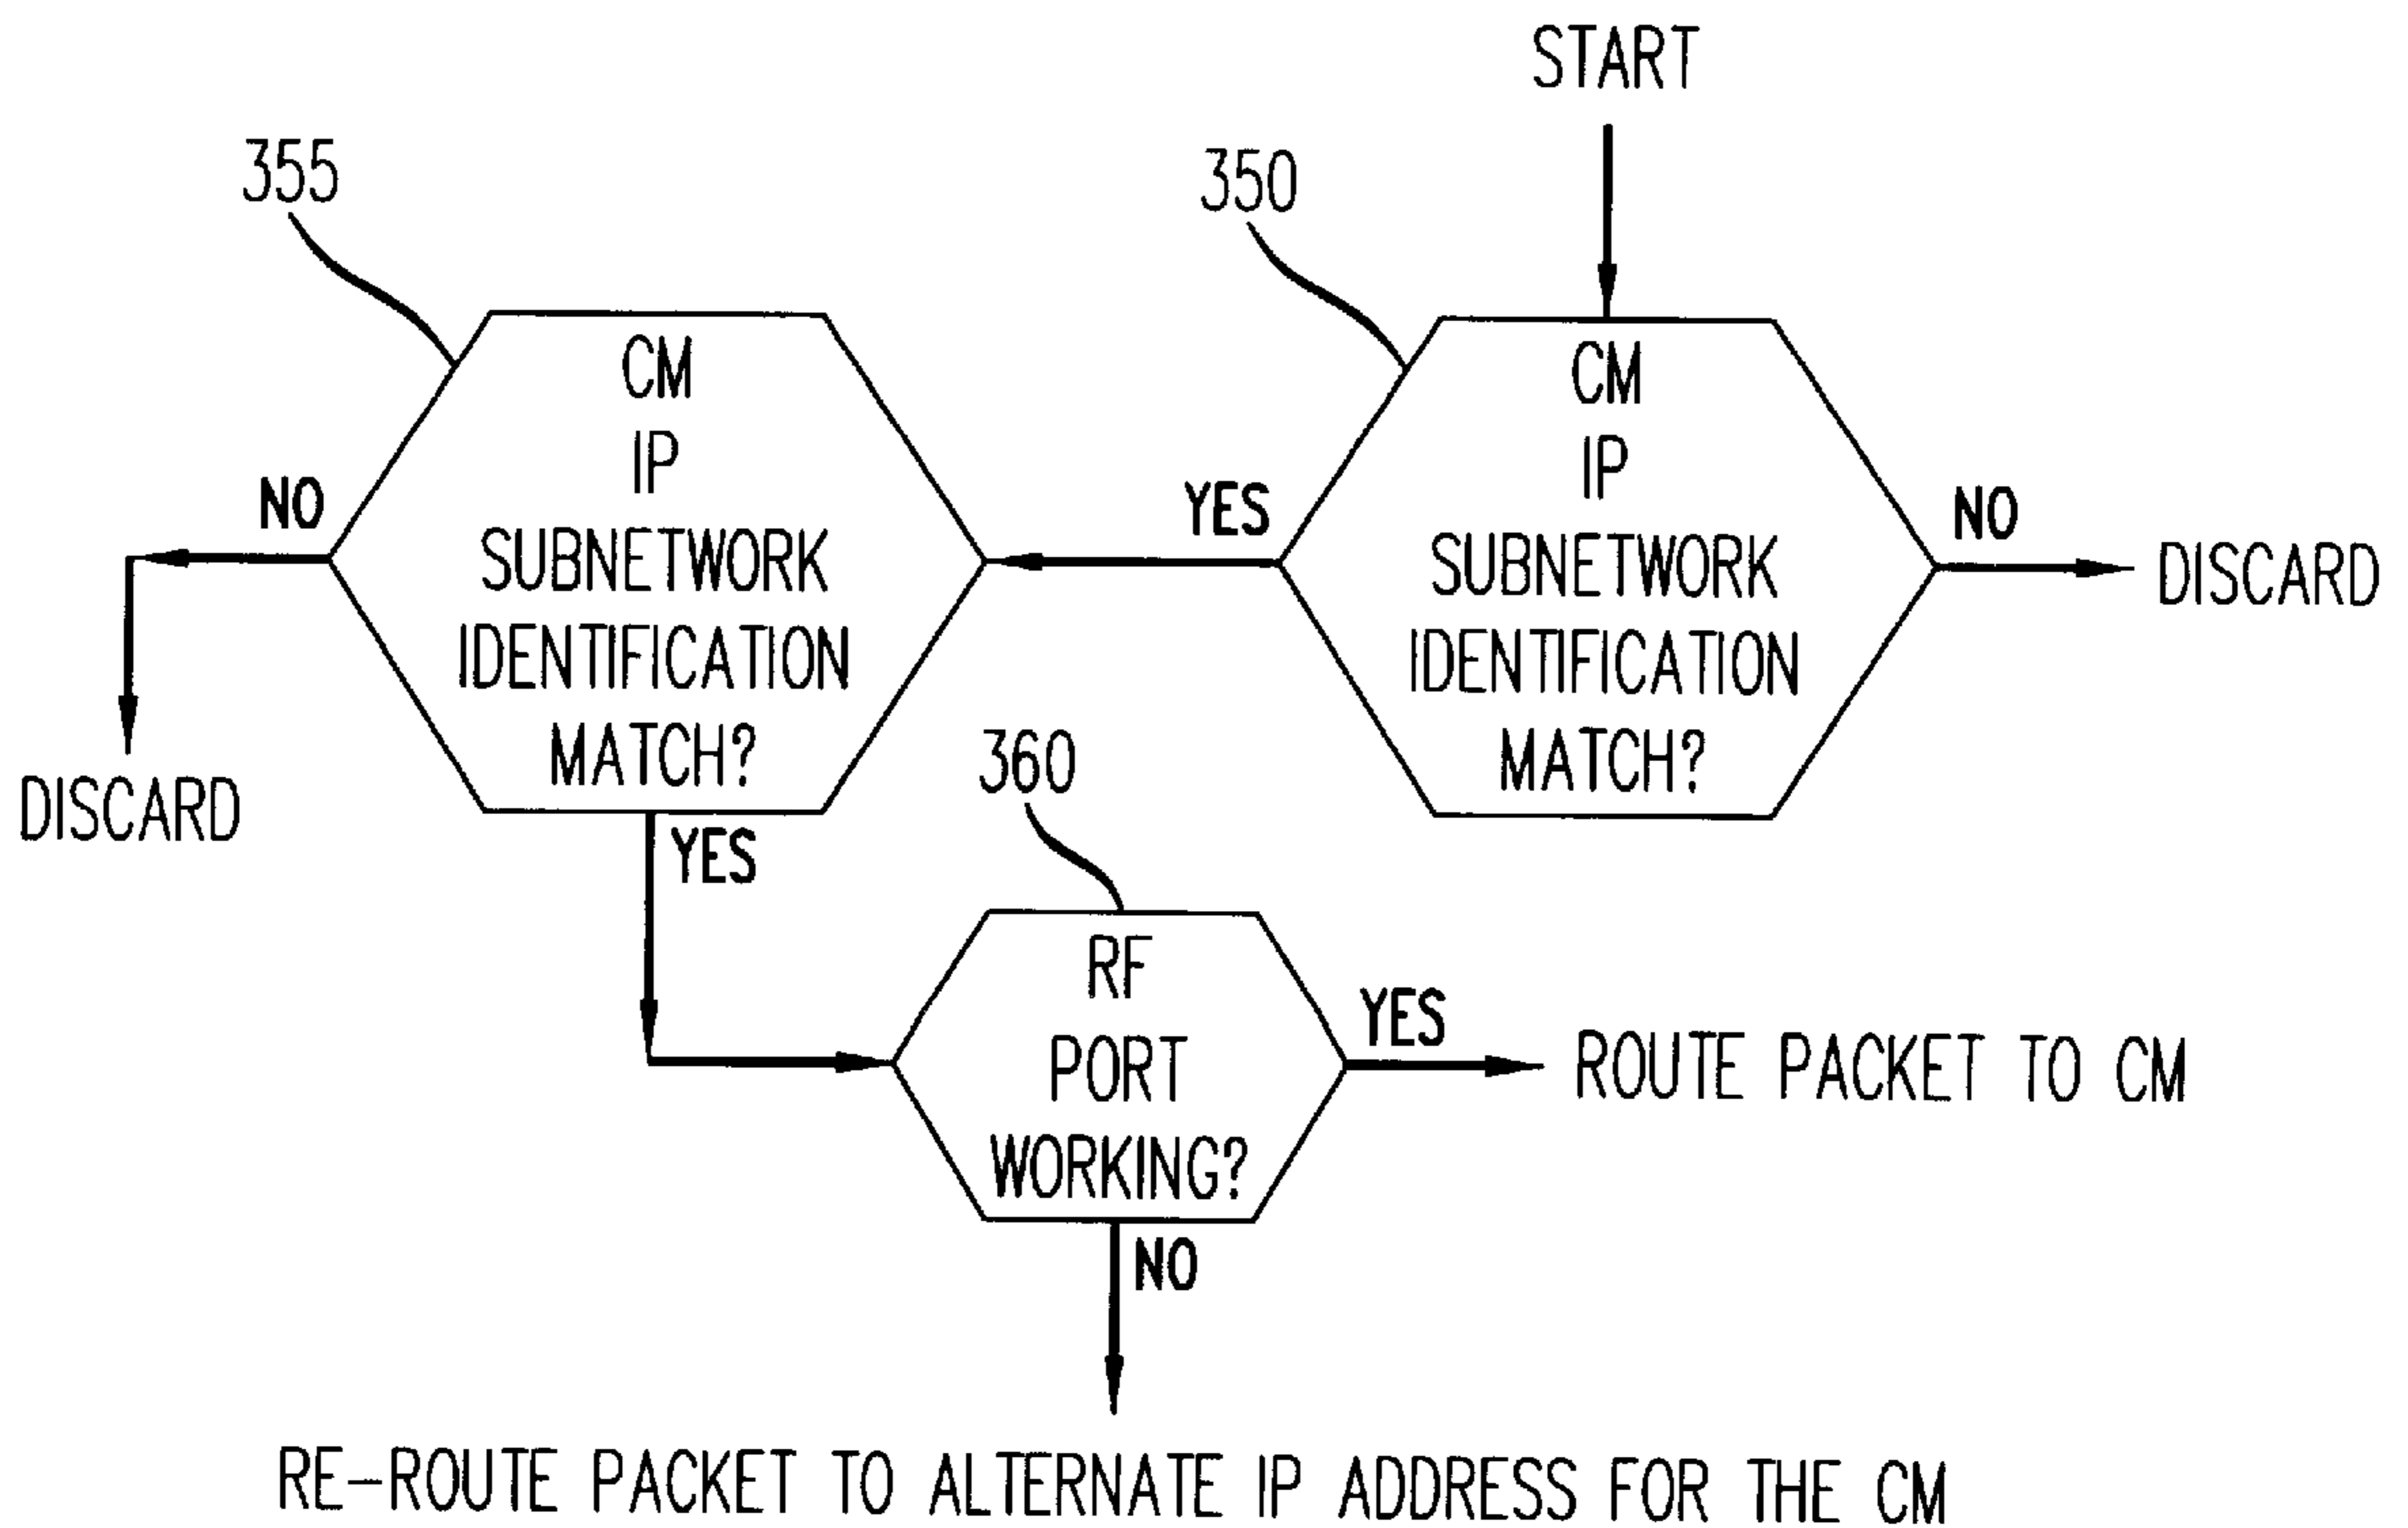 START
355
350
CM
IP
SUBNETWORK
IDENTIFICATION
MATCH?
NO
YES
CM
IP
SUBNETWORK
IDENTIFICATION
MATCH?
NO
DISCARD
DISCARD
YES
360
RF
PORT
WORKING?
YES
ROUTE PACKET TO CM
NO
RE-ROUTE PACKET TO ALTERNATE IP ADDRESS FOR THE CM